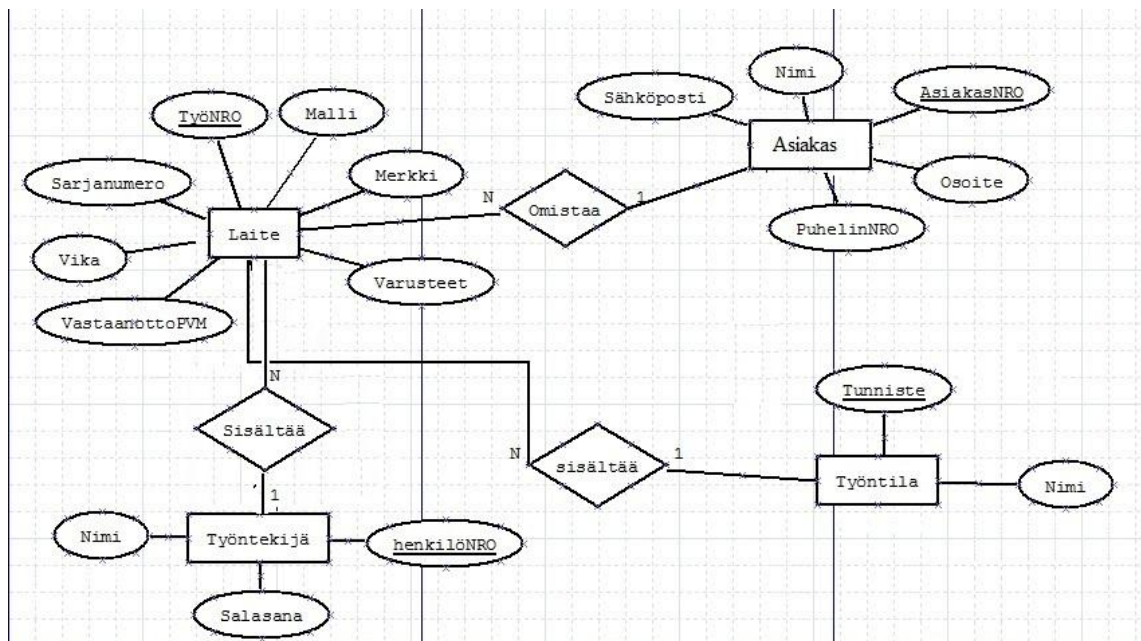 Nimi
Sähköposti
AsiakasNRO
TyöNRO
Malli
Asiakas
Merkki
Sarjanumero
Osoite
N
Omistaa
1
Laite
PuhelinNRO
Vika
Varusteet
VastaanottoPVM
N
Tunniste
Sisältää
N
sisältää
1
Työntila
Nimi
1
Nimi
Työntekijä
henkilöNRO
Salasana